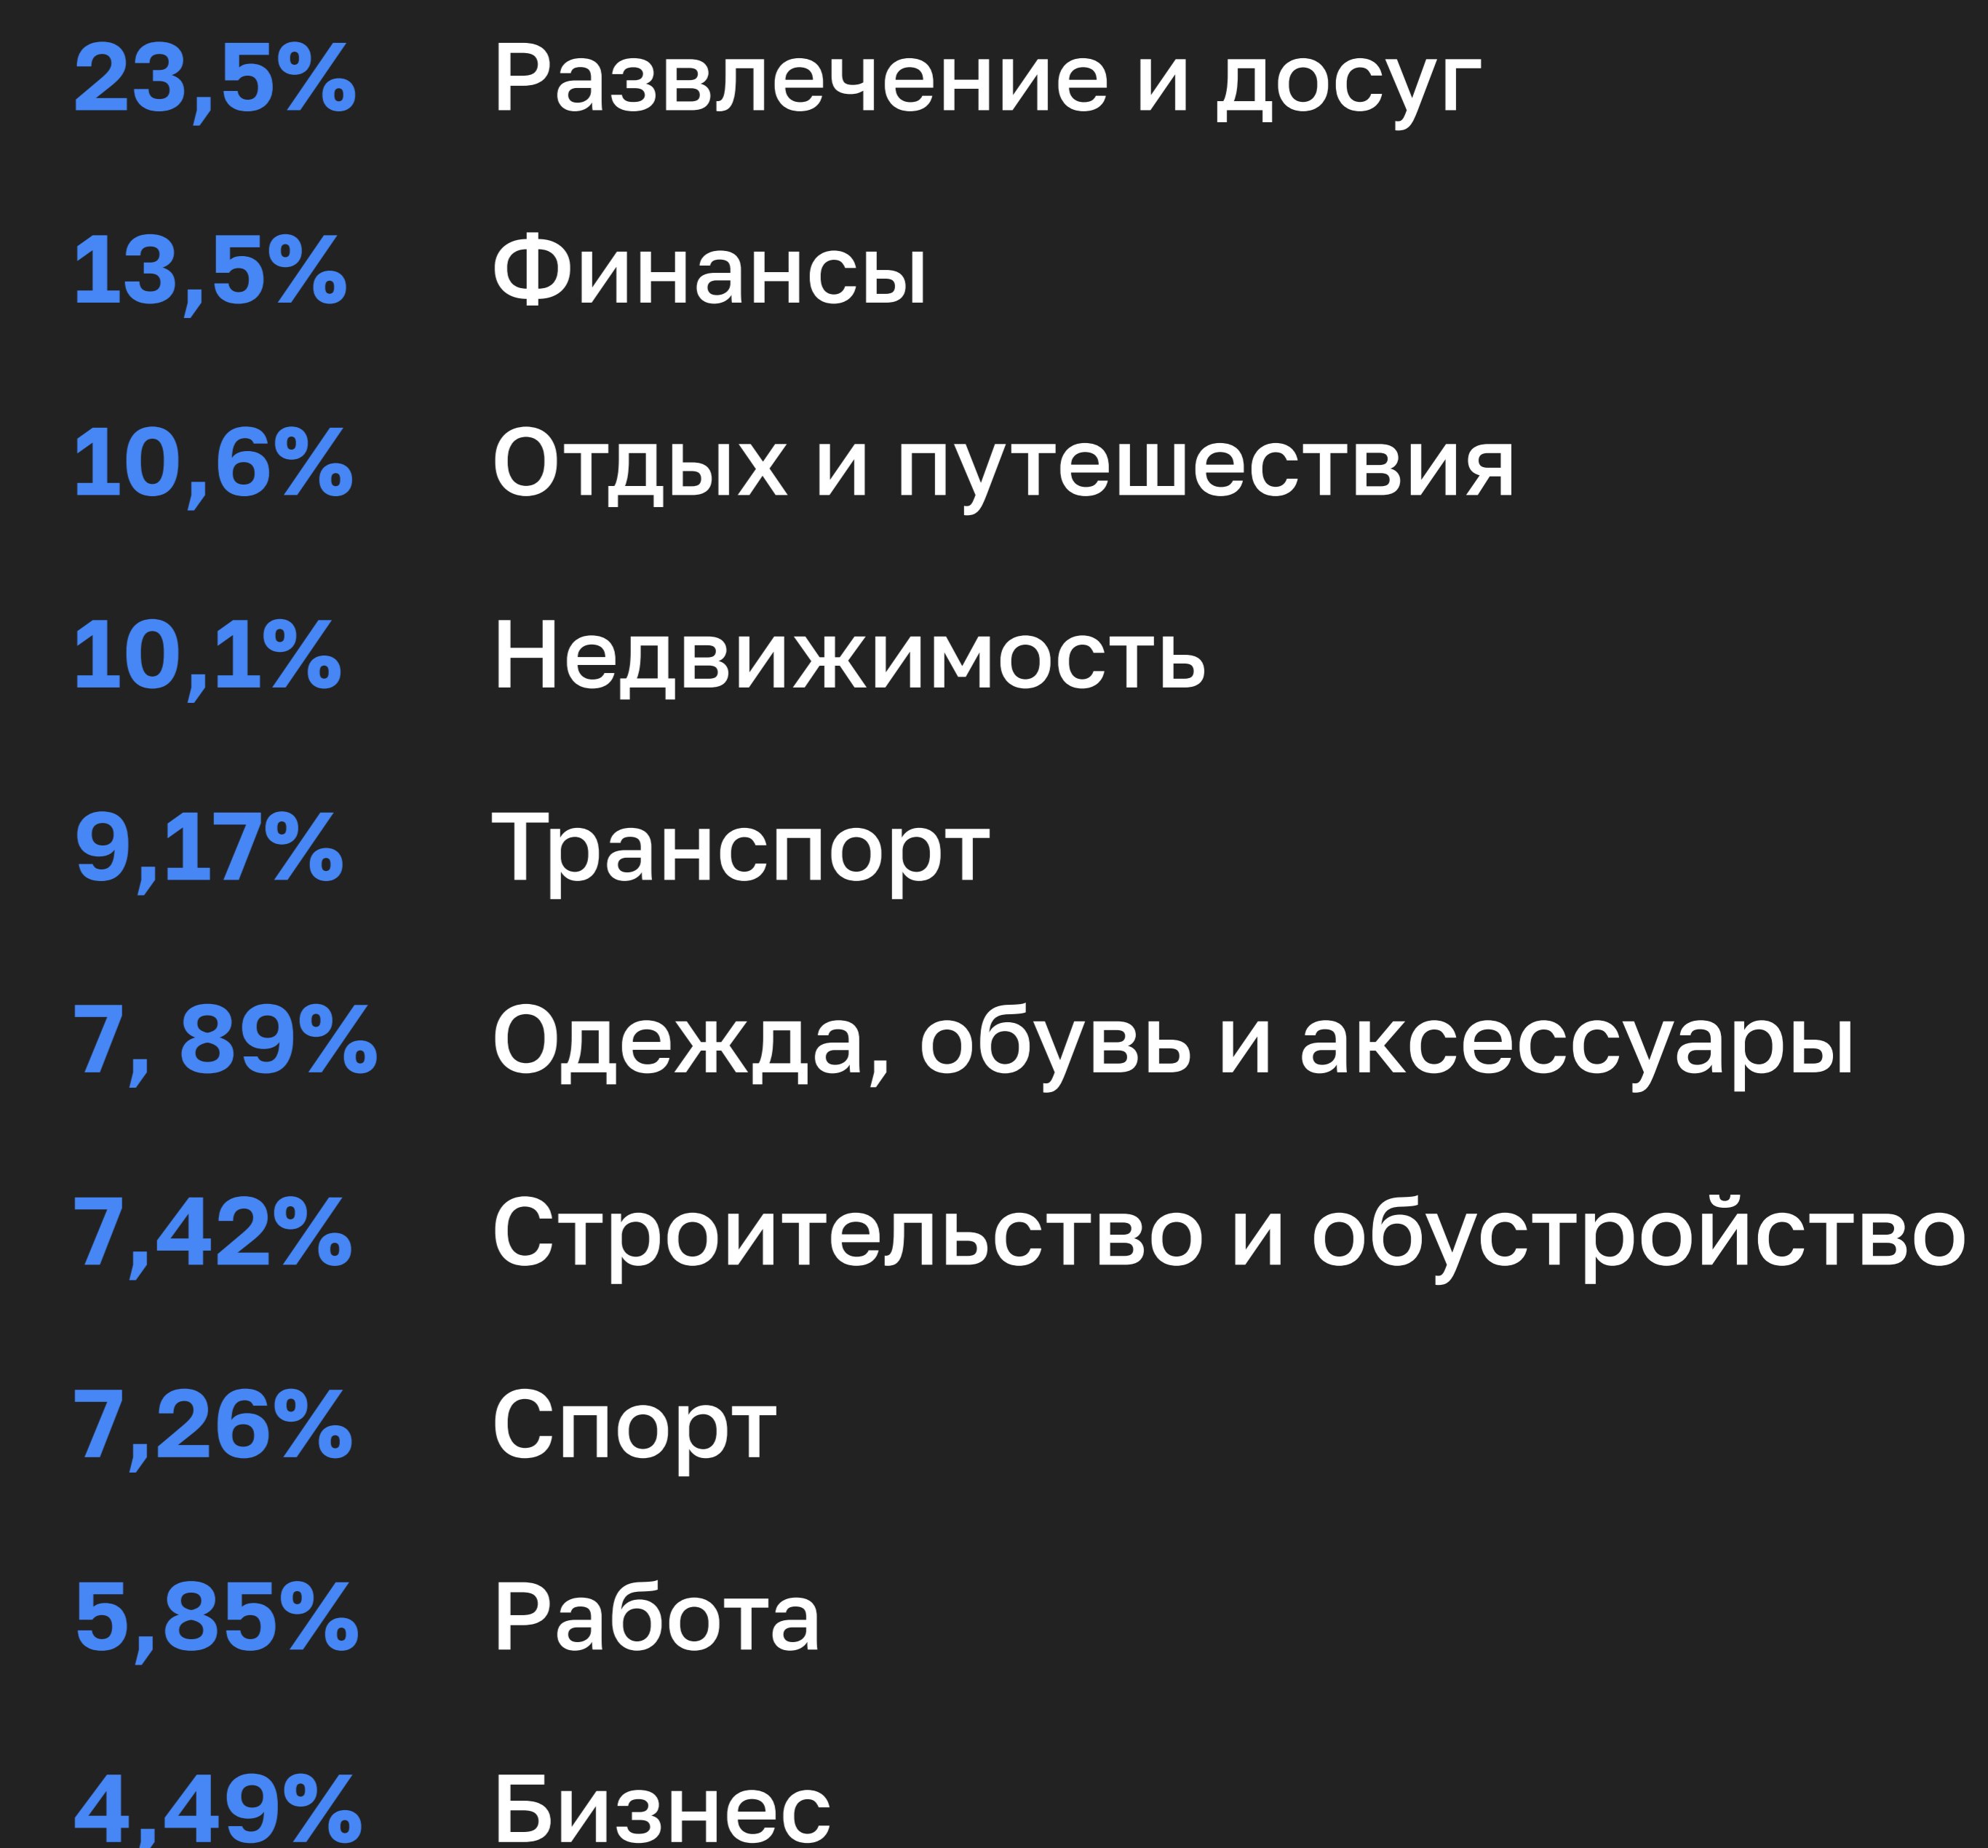 23,5% Развлечение и досуг
13,5% Финансы
10,6% Отдых и путешествия
10,1% Недвижимость
9,17% Транспорт
7,89% Одежда, обувь и аксессуары
7,42% Строительство и обустройство
7,26% Спорт
5,85% Работа
4,49% Бизнес